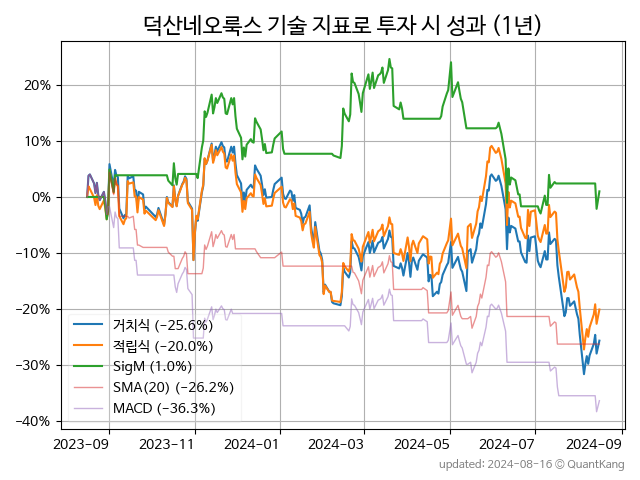 덕산네오룩스 기술 지표로 투자 시 성과 (1년)
20%
10%
0%
−10%
−20%
−30%
−40%
거치식 (−25.6%)
적립식 (−20.0%)
SigM (1.0%)
SMA(20) (−26.2%)
MACD (−36.3%)
2023-09 2023-11 2024-01 2024-03 2024-05 2024-07 2024-09
updated: 2024-08-16 © QuantKang